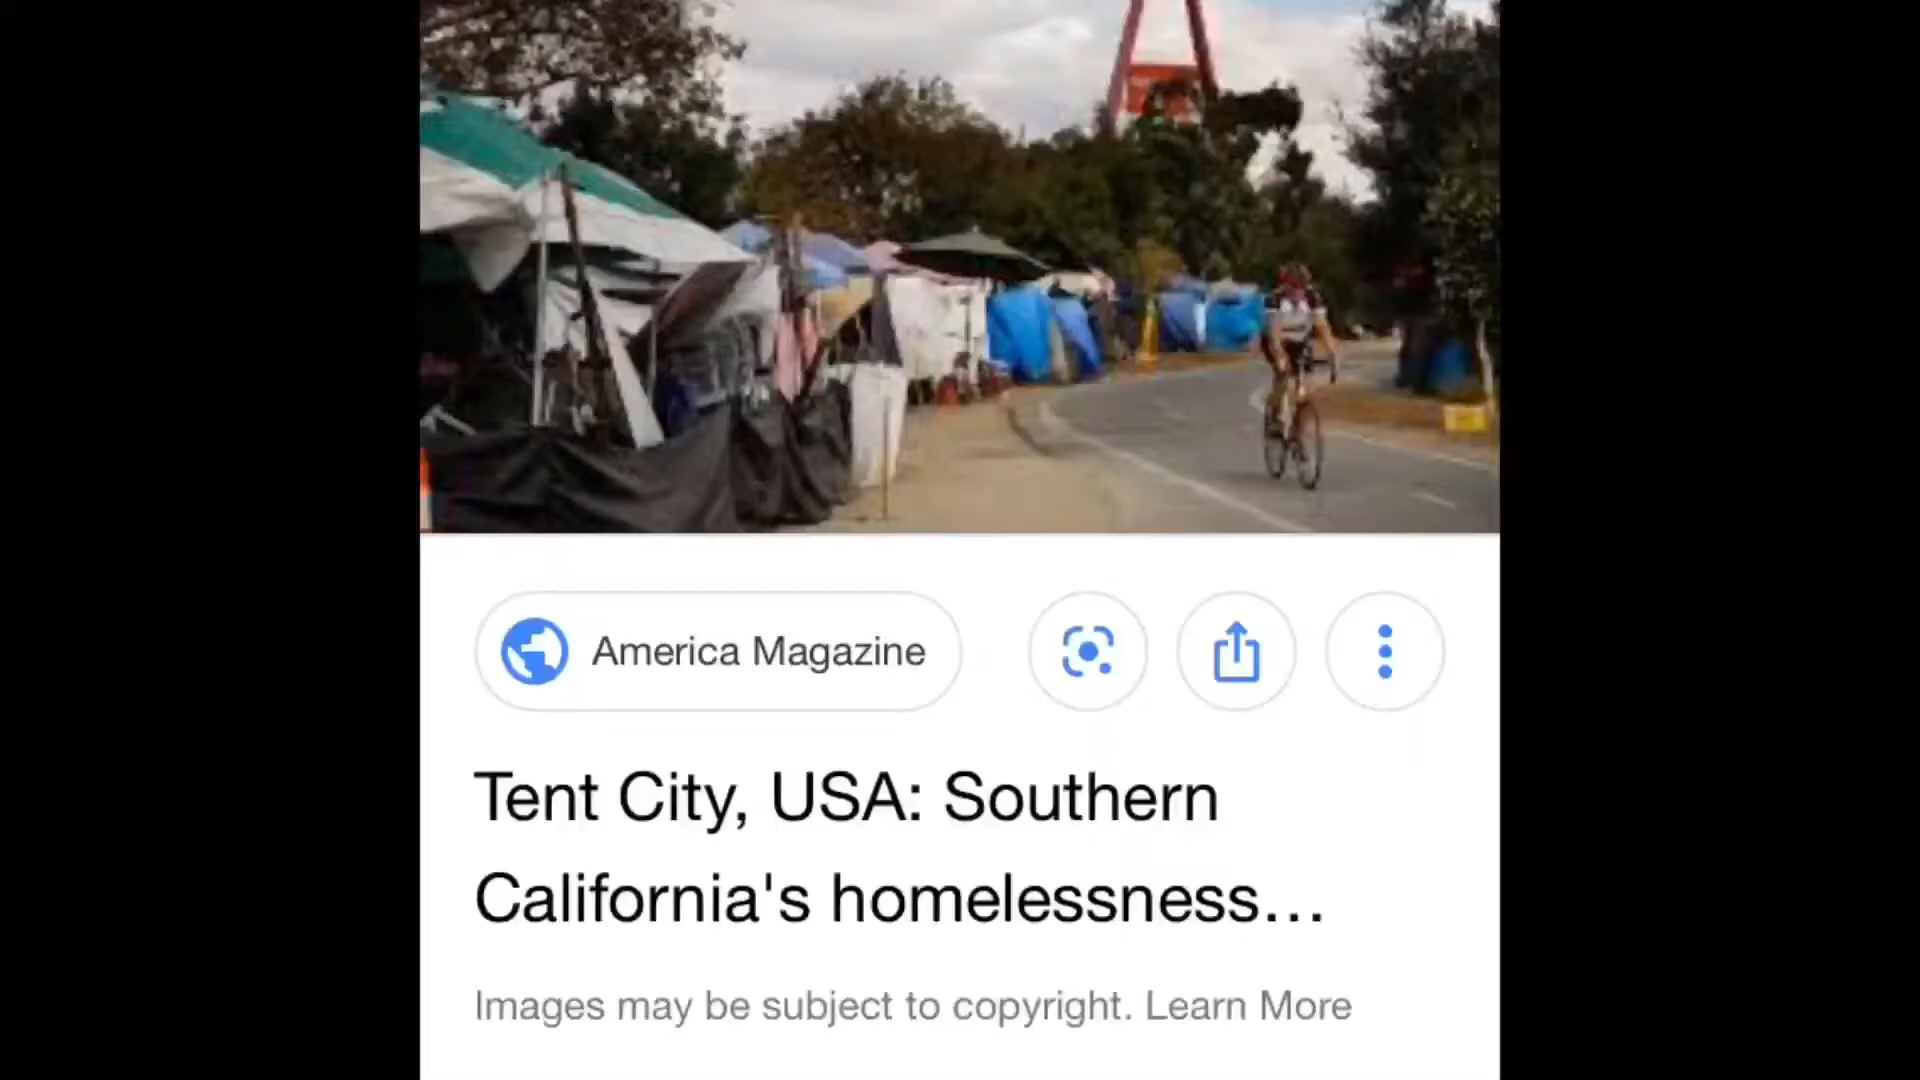 America Magazine
Tent City, USA: Southern
California's homelessness...
Images may be subject to copyright. Learn More